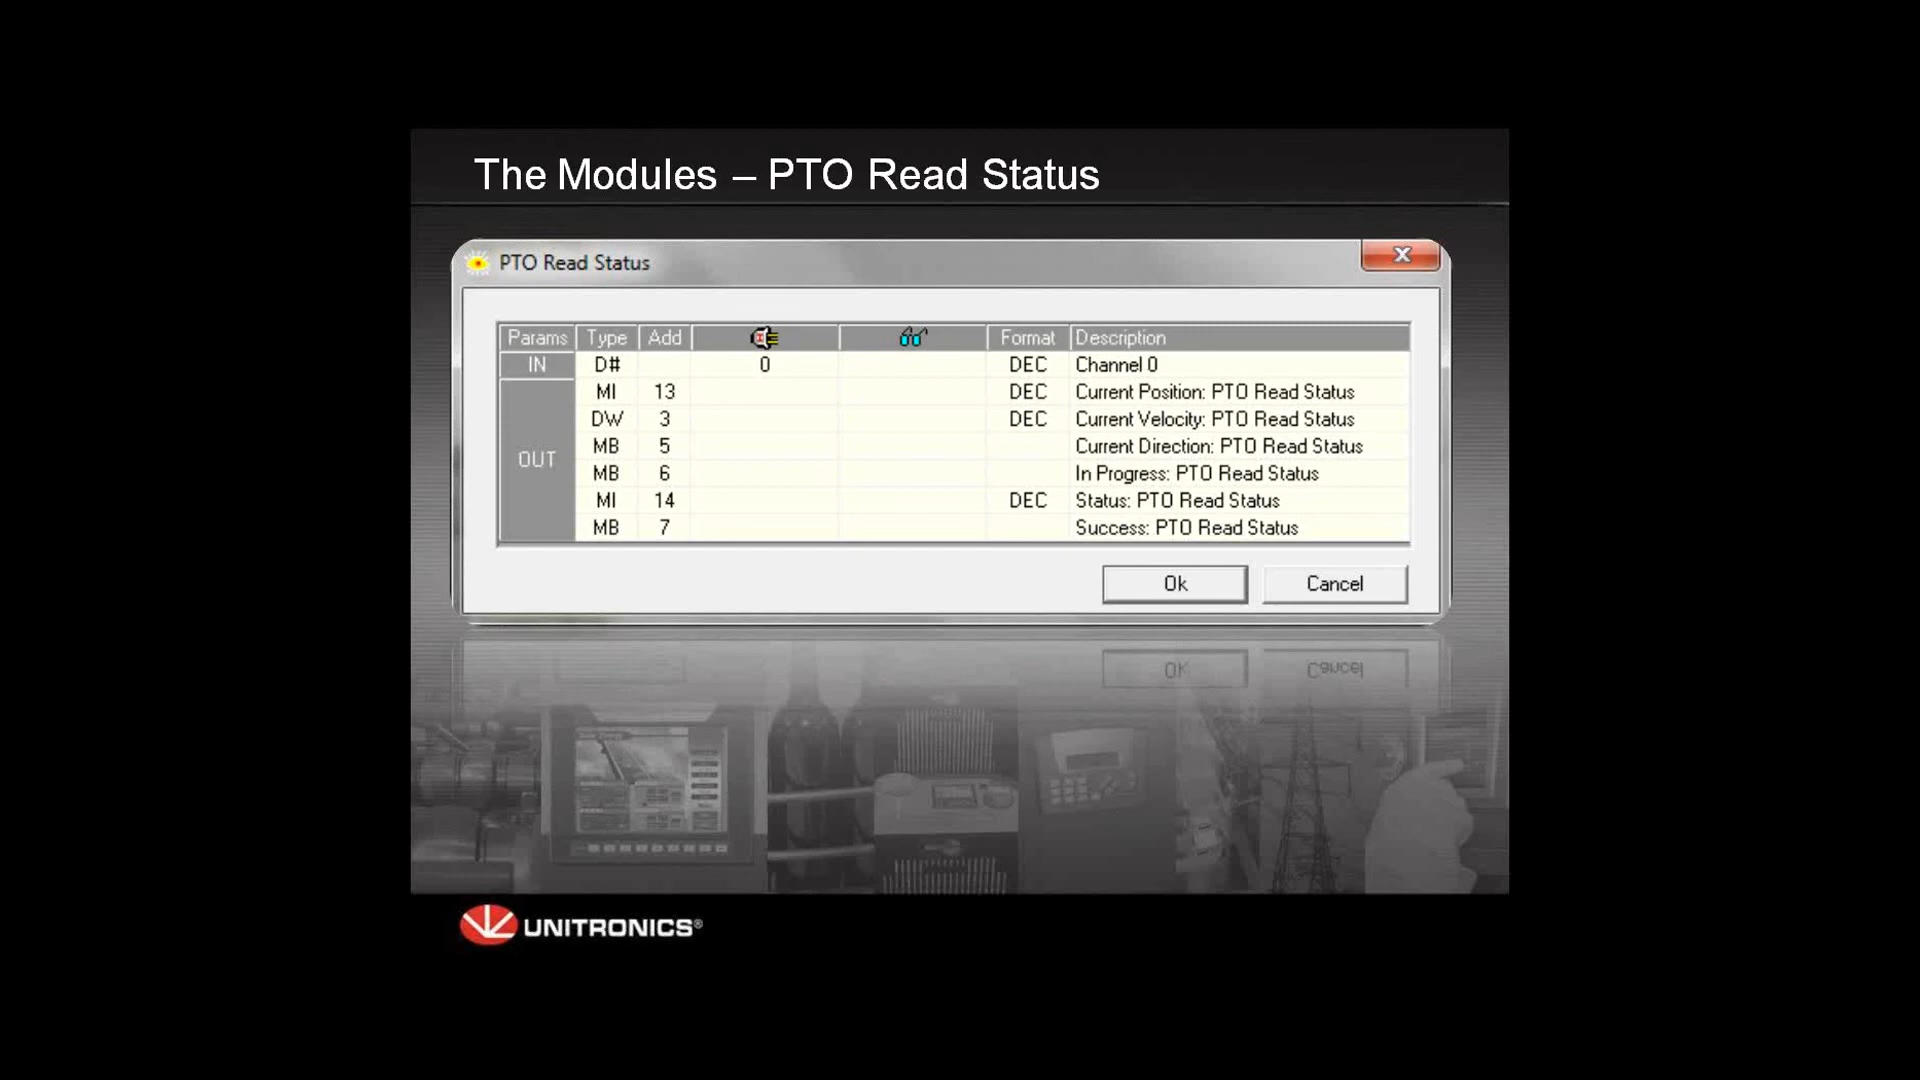 The Modules – PTO Read Status
PTO Read Status
Params Type Add Format Description
IN D# 0 DEC Channel 0
OUT
MI 13 DEC Current Position: PTO Read Status
DW 3 DEC Current Velocity: PTO Read Status
MB 5 Current Direction: PTO Read Status
MB 6 In Progress: PTO Read Status
MI 14 DEC Status: PTO Read Status
MB 7 Success: PTO Read Status
Ok Cancel
OK Cancel
UNITRONICS®